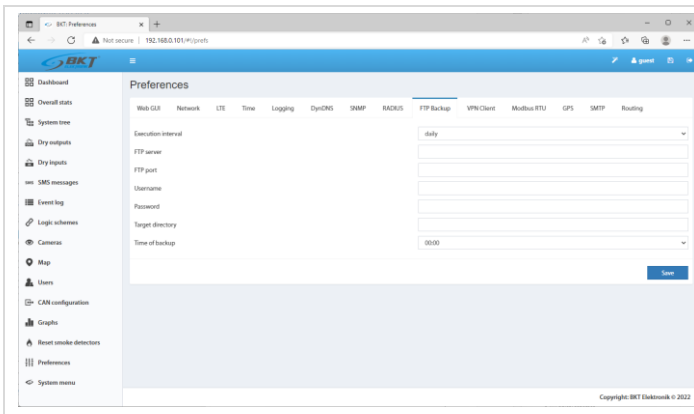 BKT: Preferences
Not secure | 192.168.0.101/#!/prefs
BKT
guest
Dashboard
Overall stats
System tree
Dry outputs
Dry inputs
SMS SMS messages
Event log
Logic schemes
Cameras
Map
Users
CAN configuration
Graphs
Reset smoke detectors
Preferences
System menu
Preferences
Web GUI Network LTE Time Logging DynDNS SNMP RADIUS FTP Backup VPN Client Modbus RTU GPS SMTP Routing
Execution interval daily
FTP server
FTP port
Username
Password
Target directory
Time of backup 00:00
Save
Copyright: BKT Elektronik © 2022